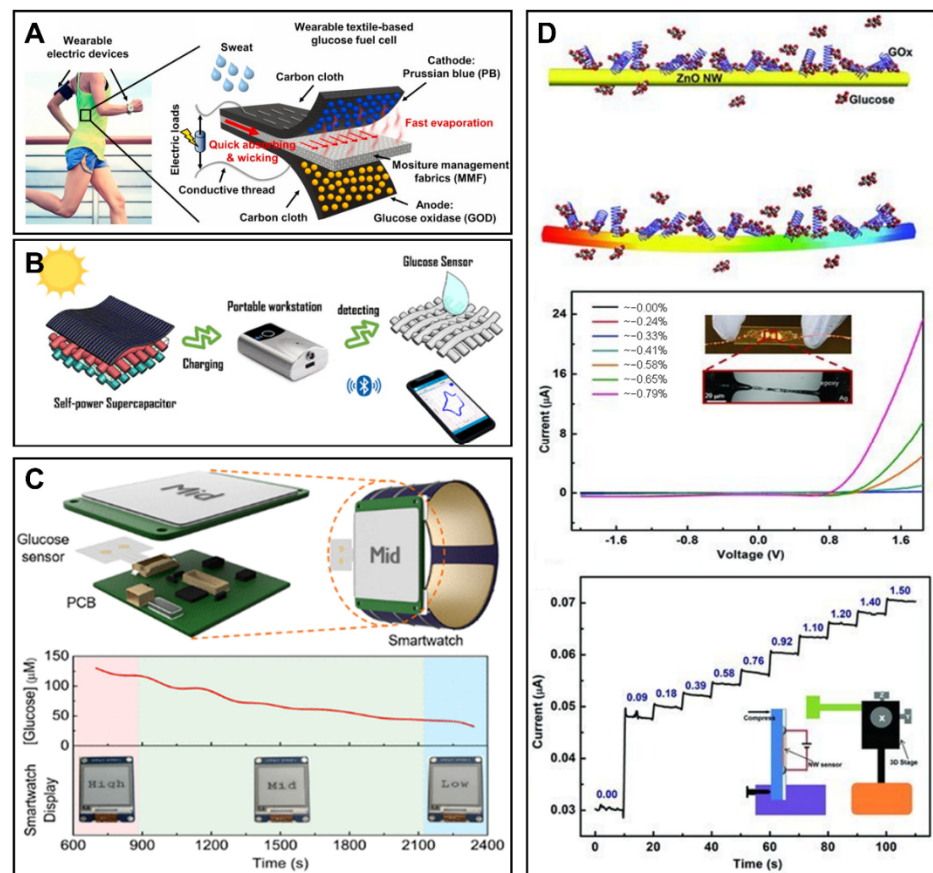 A
Wearable
electric devices
Sweat
Wearable textile-based
glucose fuel cell
Carbon cloth
Cathode:
Prussian blue (PB)
Electric loads
Fast evaporation
Quick absorbing
& wicking
Conductive thread
Mositure management
fabrics (MMF)
Carbon cloth
Anode:
Glucose oxidase (GOD)
B
Self-power Supercapacitor
Charging
Portable workstation
detecting
Glucose Sensor
C
Mid
Glucose
sensor
PCB
Mid
Smartwatch
[Glucose] (μM)
150
100
50
0
Smartwatch
Display
High
Mid
Low
600 900 1200 1500 1800 2100 2400
Time (s)
D
GOx
ZnO NW
Glucose
Current (μA)
24
16
8
0
~-0.00%
~-0.24%
~-0.33%
~-0.41%
~-0.58%
~-0.65%
~-0.79%
epoxy
Ag
20 μm
-1.6 -0.8 0.0 0.8 1.6
Voltage (V)
Current (μA)
0.07
0.06
0.05
0.04
0.03
0.00
0.09
0.18
0.39
0.58
0.76
0.92
1.10
1.20
1.40
1.50
Compress
NW sensor
Z
X
Y
3D Stage
0 20 40 60 80 100
Time (s)